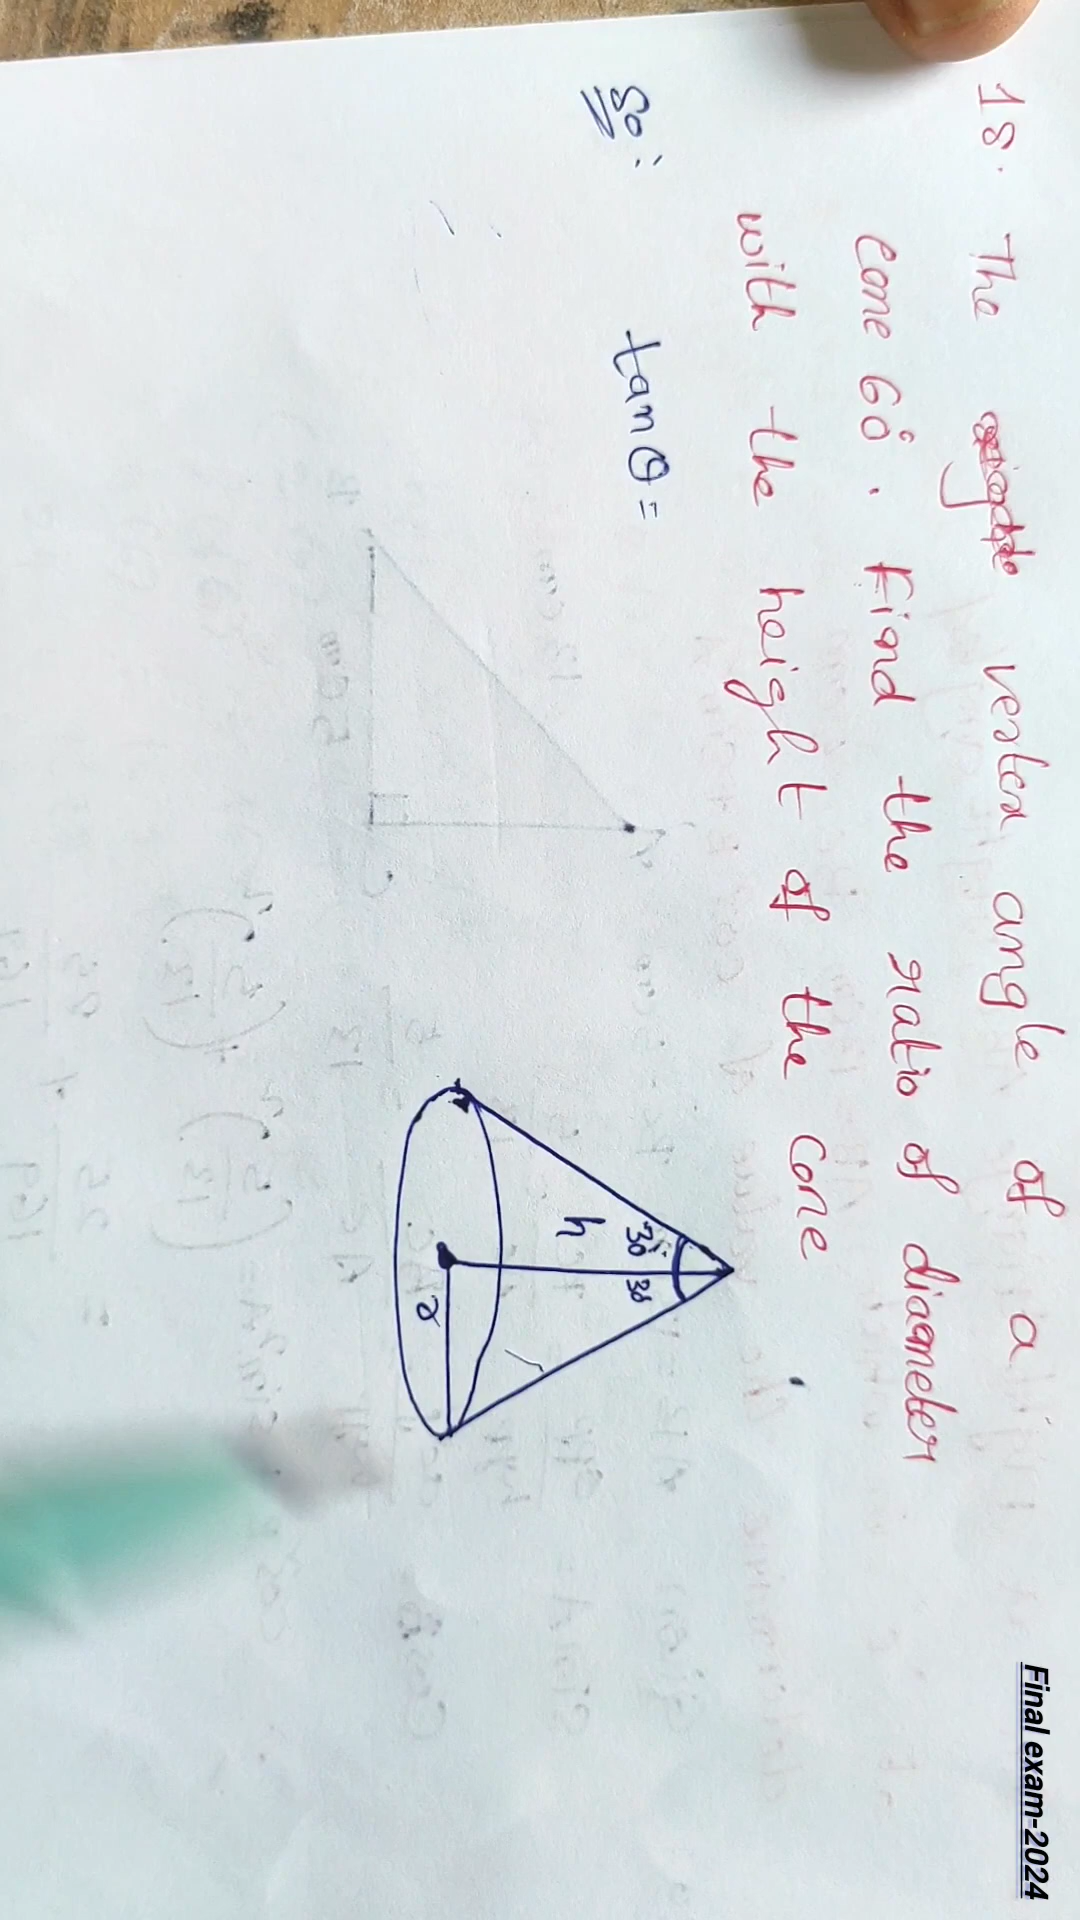 Final exam-2024
18. The vertex angle of a
cone 60°. Find the ratio of diameter
with the height of the cone
So:
tan θ =
30° 30
h
r